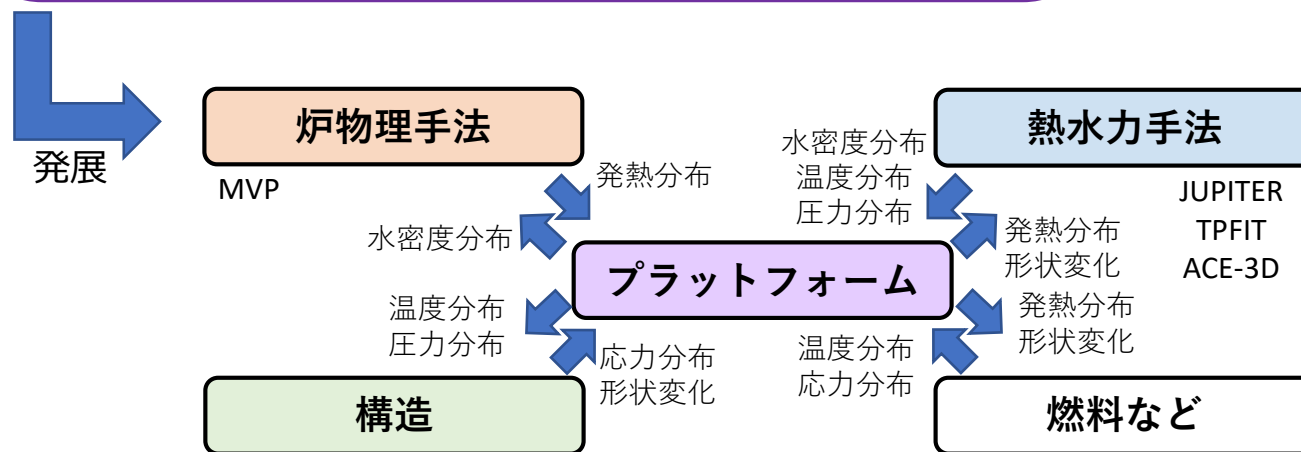 発展
炉物理手法
MVP
発熱分布
水密度分布
熱水力手法
JUPITER
TPFIT
ACE-3D
水密度分布
温度分布
圧力分布
発熱分布
形状変化
プラットフォーム
温度分布
圧力分布
応力分布
形状変化
構造
発熱分布
形状変化
温度分布
応力分布
燃料など